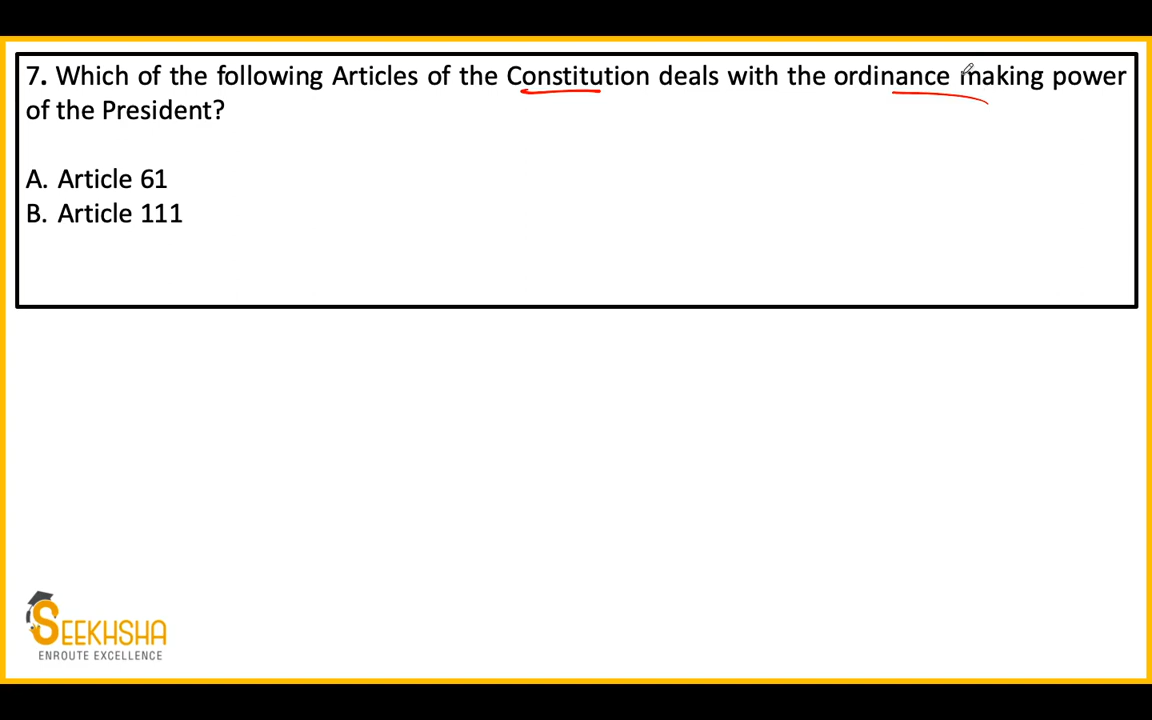 7. Which of the following Articles of the Constitution deals with the ordinance making power
of the President?
A. Article 61
B. Article 111
SEEKHSHA
ENROUTE EXCELLENCE